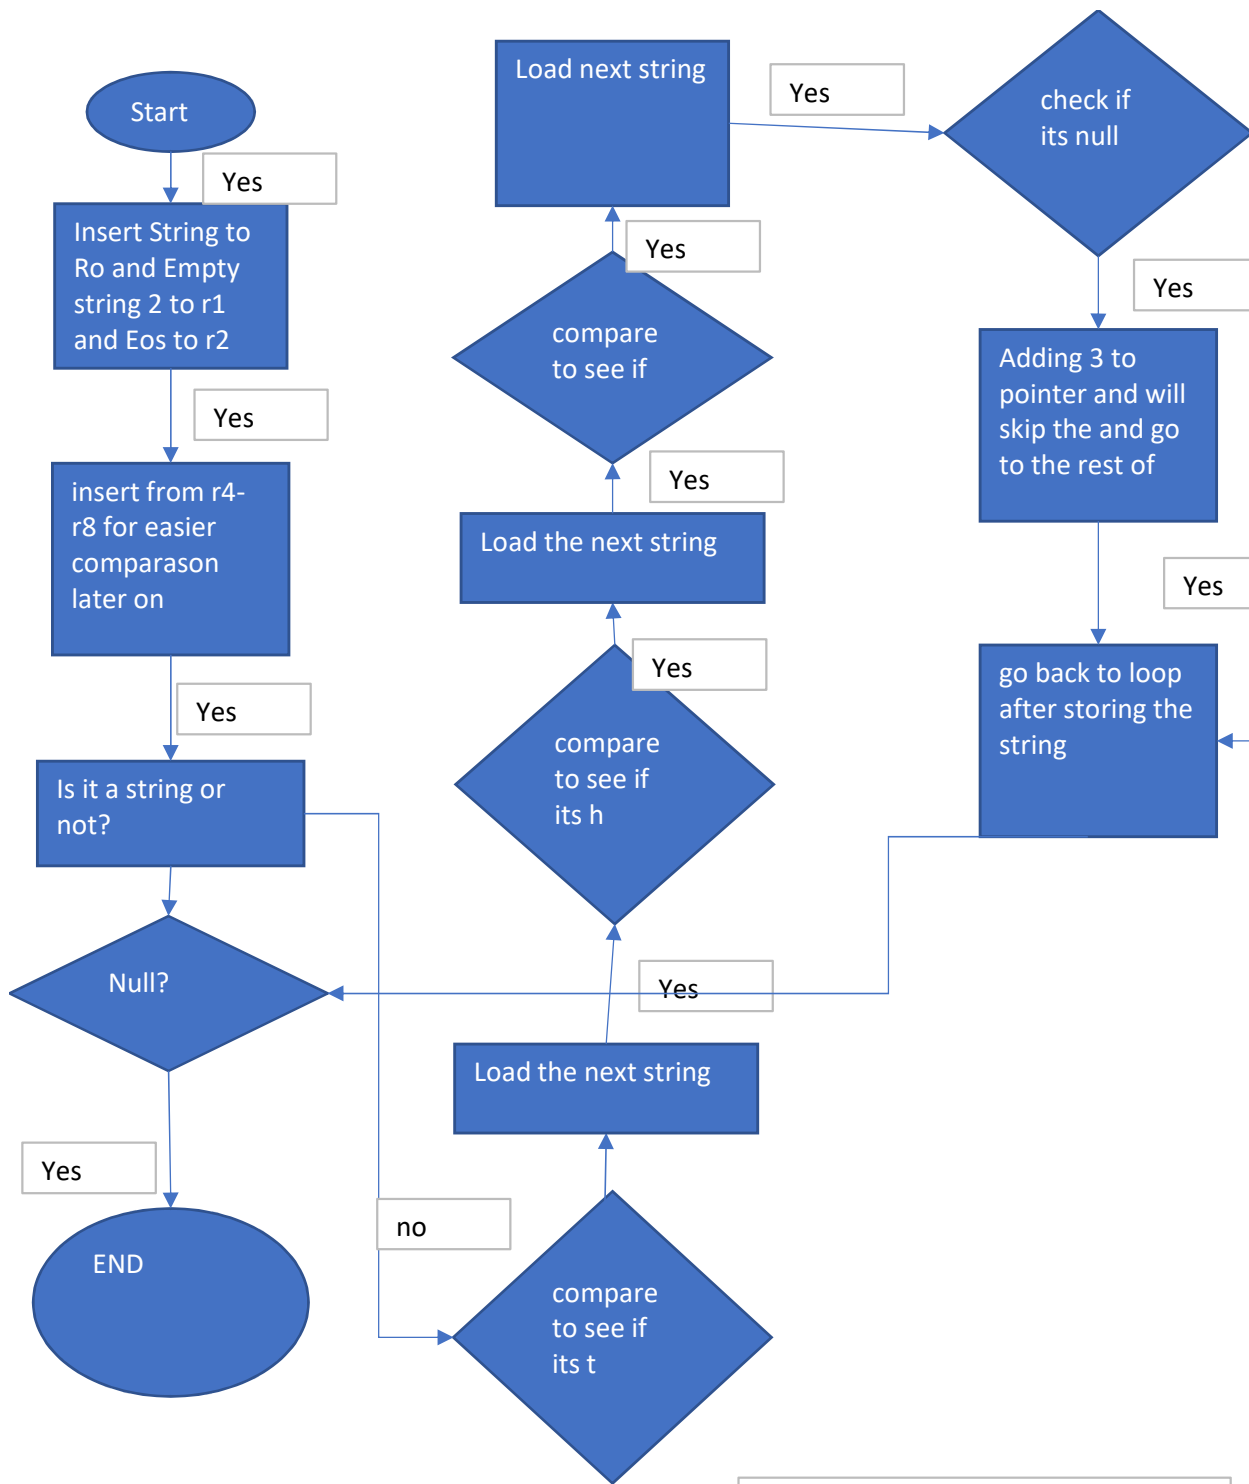 Start
Yes
Insert String to
Ro and Empty
string 2 to r1
and Eos to r2
Yes
insert from r4-
r8 for easier
comparason
later on
Yes
Is it a string or
not?
Null?
Yes
END
no
compare
to see if
its t
Load the next string
Yes
compare
to see if
its h
Yes
Load the next string
Yes
compare
to see if
Yes
Load next string
Yes
check if
its null
Yes
Adding 3 to
pointer and will
skip the and go
to the rest of
Yes
go back to loop
after storing the
string